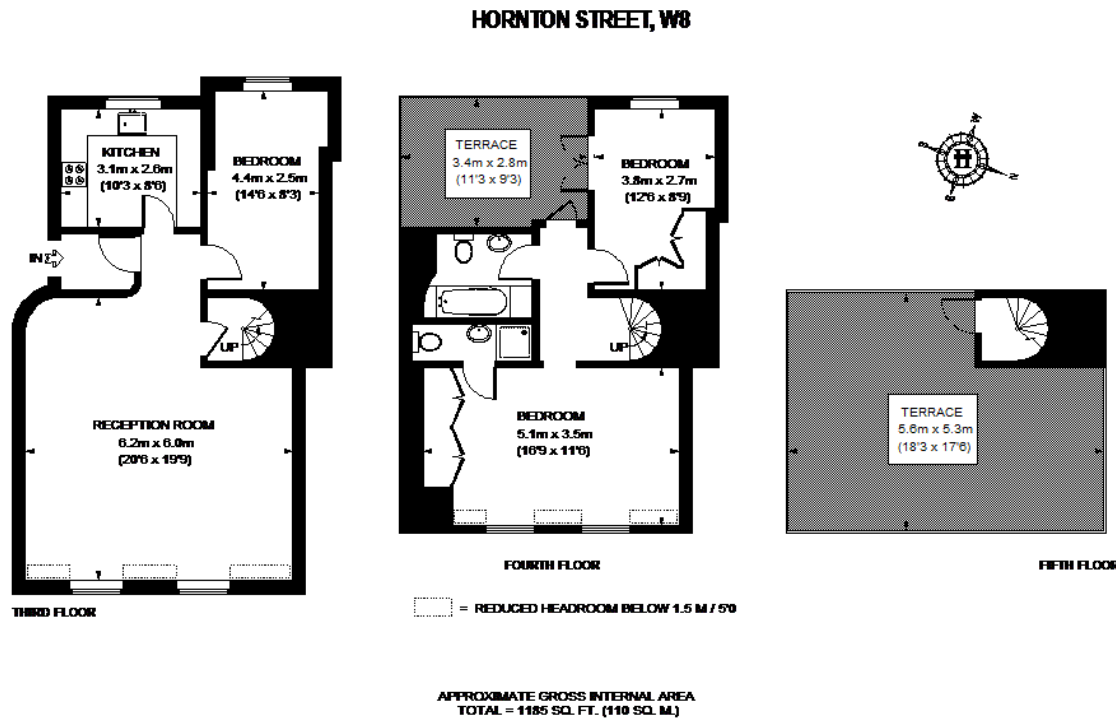 HORNTON STREET, W8
KITCHEN
3.1m x 2.6m
(10'3 x 8'6)
BEDROOM
4.4m x 2.5m
(14'6 x 8'3)
IN
UP
RECEPTION ROOM
6.2m x 6.0m
(20'6 x 19'9)
THIRD FLOOR
TERRACE
3.4m x 2.8m
(11'3 x 9'3)
BEDROOM
3.8m x 2.7m
(12'6 x 8'9)
UP
BEDROOM
5.1m x 3.5m
(16'9 x 11'6)
FOURTH FLOOR
= REDUCED HEADROOM BELOW 1.5 M / 5'0
N
H
TERRACE
5.6m x 5.3m
(18'3 x 17'6)
FIFTH FLOOR
APPROXIMATE GROSS INTERNAL AREA
TOTAL = 1185 SQ. FT. (110 SQ. M.)